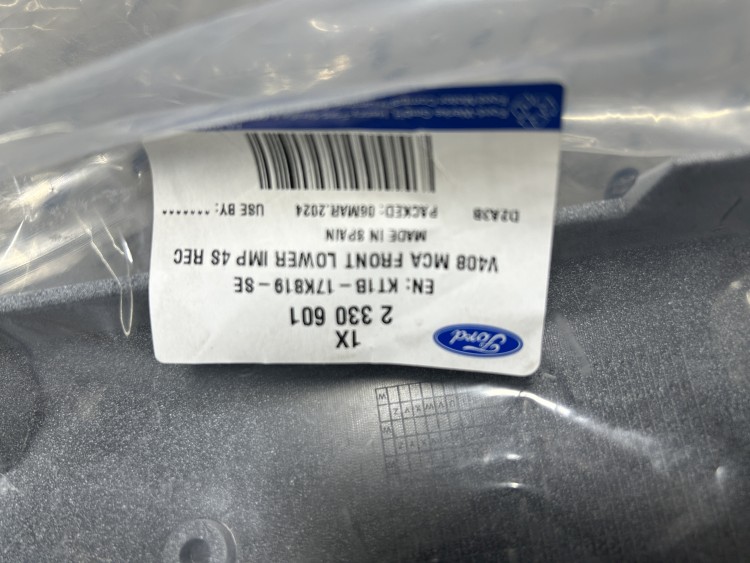 Ford
1X
2 330 601
EN: KT1B-17K819-SE
V408 MCA FRONT LOWER IMP 4S REC
MADE IN SPAIN
D2A3B PACKED: 06MAR.2024 USE BY: ******